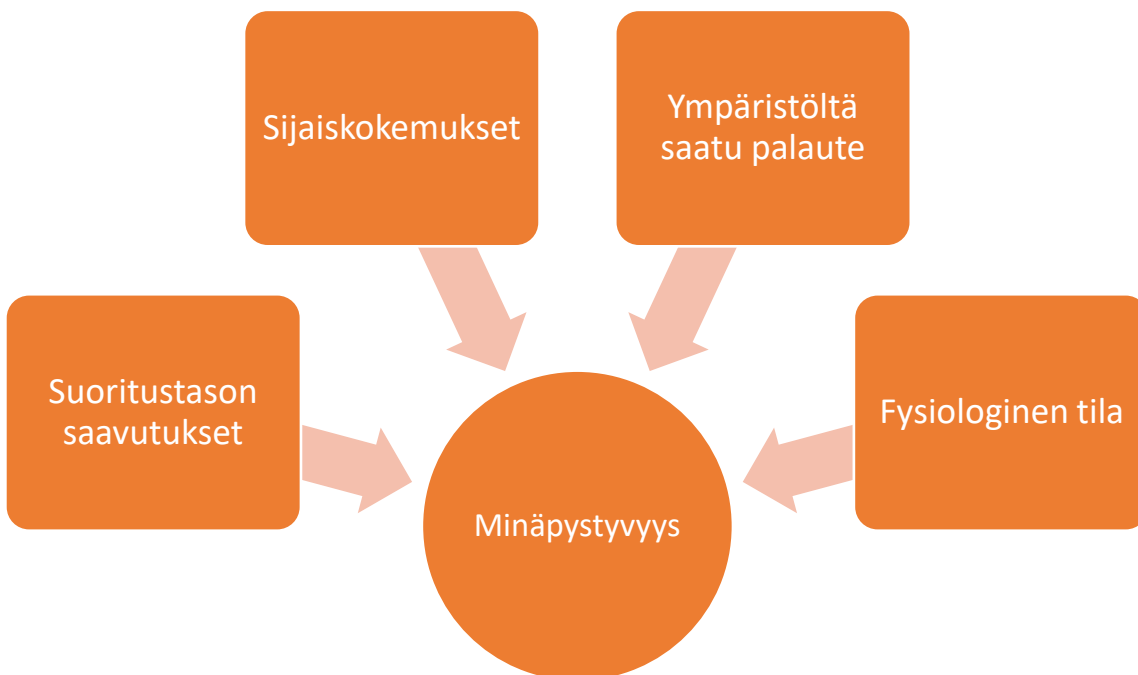 Sijaiskokemukset
Ympäristöltä
saatu palaute
Suoritustason
saavutukset
Fysiologinen tila
Minäpystyvyys